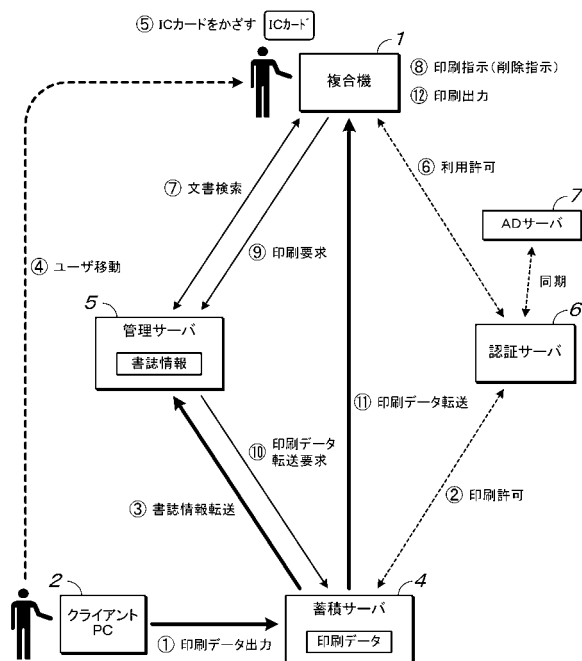 ⑤ ICカードをかざす
ICカード
1
複合機
⑧ 印刷指示(削除指示)
⑫ 印刷出力
⑥ 利用許可
⑦ 文書検索
7
ADサーバ
④ ユーザ移動
⑨ 印刷要求
同期
5
管理サーバ
書誌情報
6
認証サーバ
⑪ 印刷データ転送
⑩ 印刷データ
転送要求
③ 書誌情報転送
② 印刷許可
2
クライアント
PC
4
蓄積サーバ
印刷データ
① 印刷データ出力